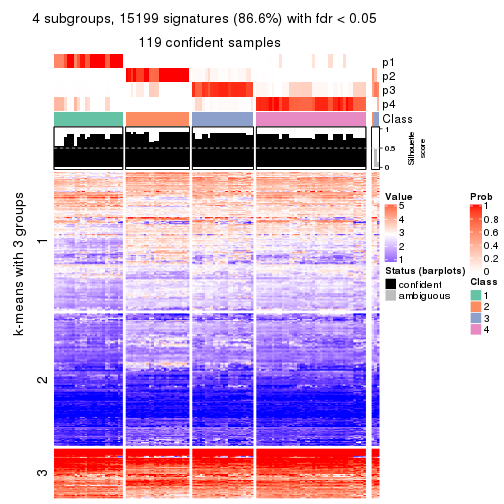 4 subgroups, 15199 signatures (86.6%) with fdr < 0.05
119 confident samples
p1
p2
p3
p4
Class
1
0.5
0
Silhouette
score
k-means with 3 groups
1
2
3
Value
5
4
3
2
1
Status (barplots)
confident
ambiguous
Prob
1
0.8
0.6
0.4
0.2
0
Class
1
2
3
4